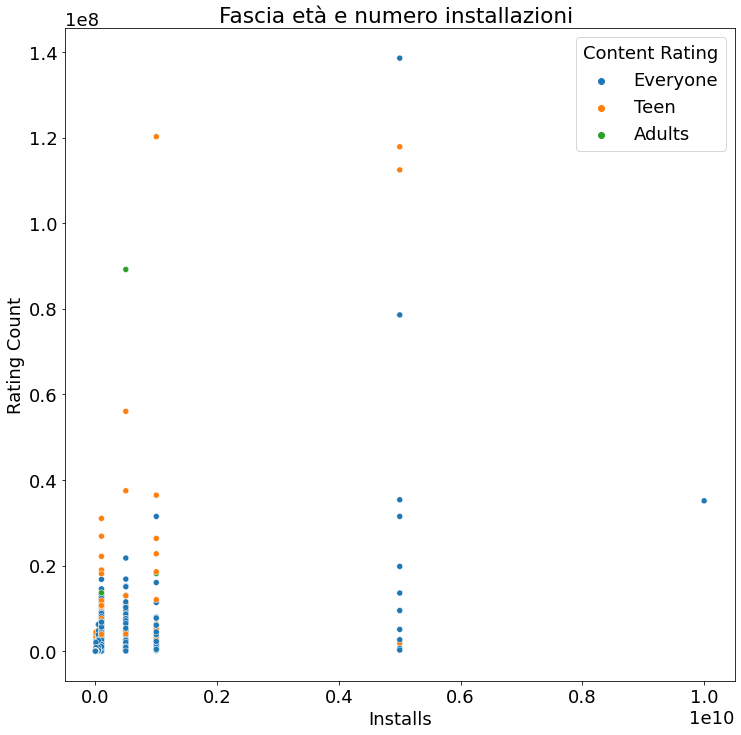 Fascia età e numero installazioni
1e8
Content Rating
Everyone
Teen
Adults
1.4
1.2
1.0
0.8
0.6
0.4
0.2
0.0
Rating Count
0.0 0.2 0.4 0.6 0.8 1.0
1e10
Installs